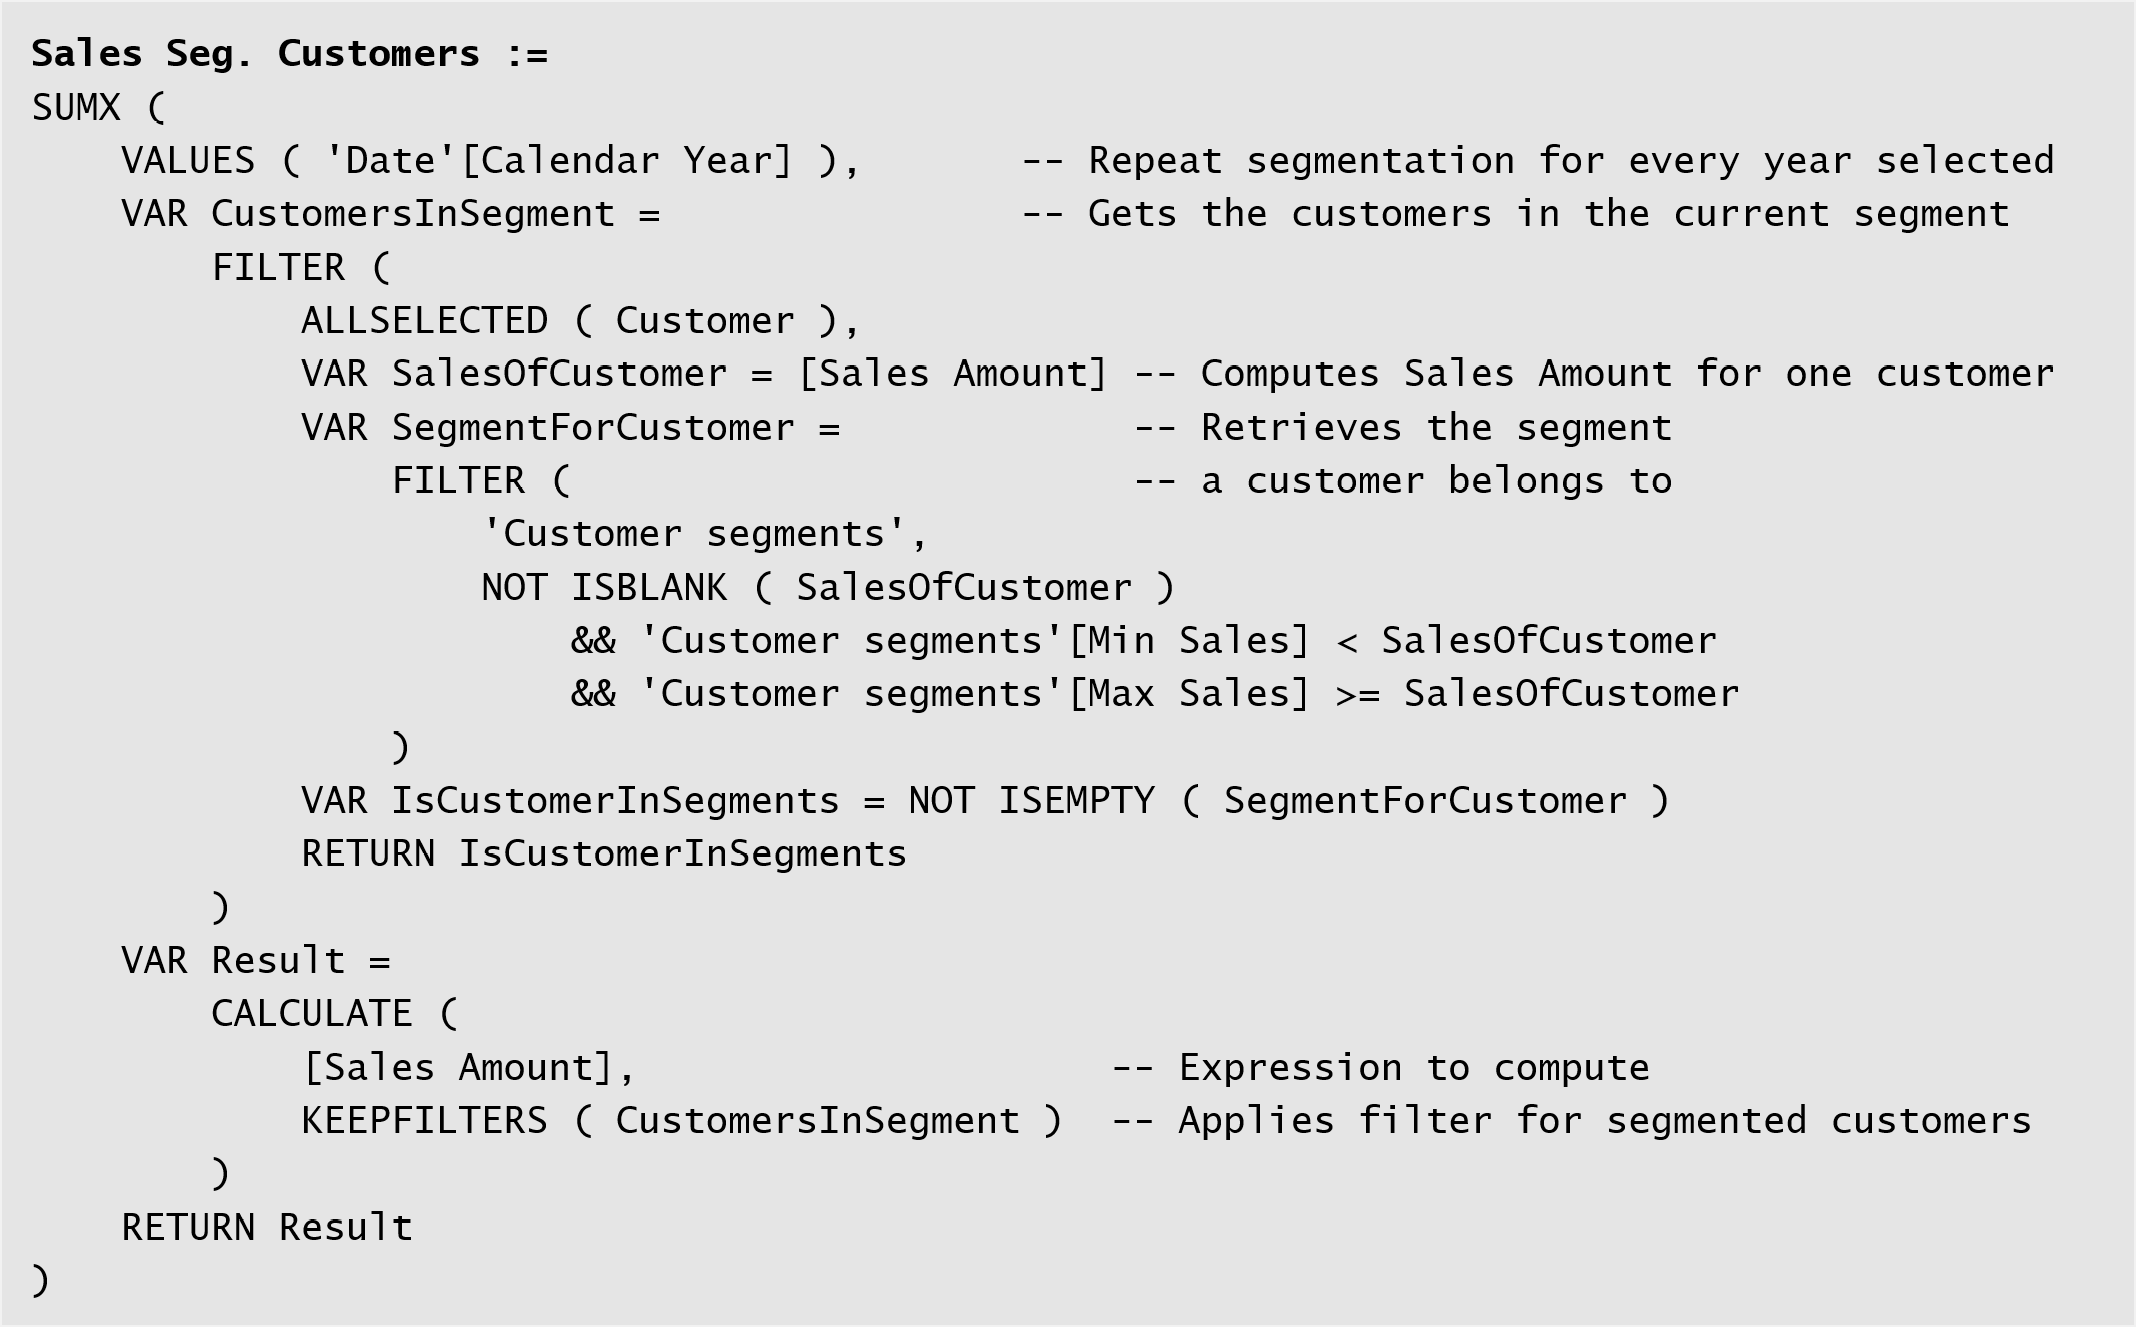 Sales Seg. Customers :=
SUMX (
    VALUES ( 'Date'[Calendar Year] ),       -- Repeat segmentation for every year selected
    VAR CustomersInSegment =                -- Gets the customers in the current segment
        FILTER (
            ALLSELECTED ( Customer ),
            VAR SalesOfCustomer = [Sales Amount] -- Computes Sales Amount for one customer
            VAR SegmentForCustomer =             -- Retrieves the segment
                FILTER (                         -- a customer belongs to
                    'Customer segments',
                    NOT ISBLANK ( SalesOfCustomer )
                        && 'Customer segments'[Min Sales] < SalesOfCustomer
                        && 'Customer segments'[Max Sales] >= SalesOfCustomer
                )
            VAR IsCustomerInSegments = NOT ISEMPTY ( SegmentForCustomer )
            RETURN IsCustomerInSegments
        )
    VAR Result =
        CALCULATE (
            [Sales Amount],                     -- Expression to compute
            KEEPFILTERS ( CustomersInSegment )  -- Applies filter for segmented customers
        )
    RETURN Result
)